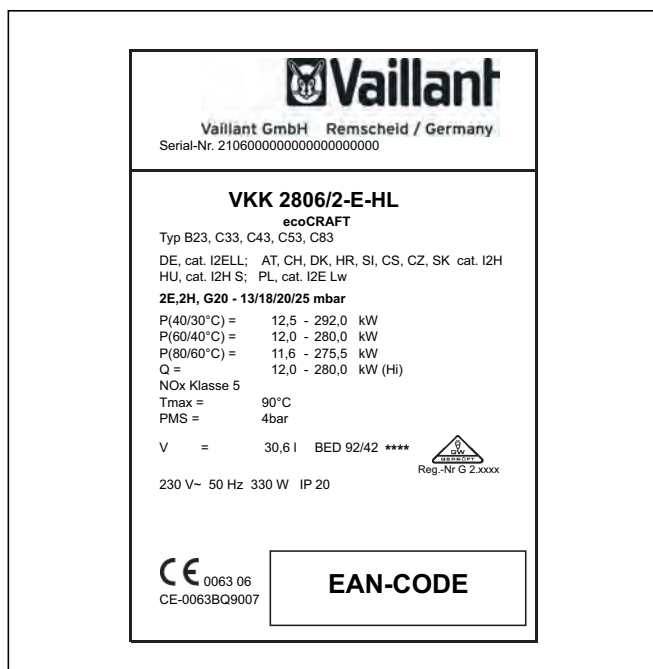 Vaillant
Vaillant GmbH Remscheid / Germany
Serial-Nr. 21060000000000000000000
VKK 2806/2-E-HL
ecoCRAFT
Typ B23, C33, C43, C53, C83
DE, cat. I2ELL; AT, CH, DK, HR, SI, CS, CZ, SK cat. I2H
HU, cat. I2H S; PL, cat. I2E Lw
2E,2H, G20 - 13/18/20/25 mbar
P(40/30°C) = 12,5 - 292,0 kW
P(60/40°C) = 12,0 - 280,0 kW
P(80/60°C) = 11,6 - 275,5 kW
Q = 12,0 - 280,0 kW (Hi)
NOx Klasse 5
Tmax = 90°C
PMS = 4bar
V = 30,6 l BED 92/42 ****
GW
GEPRÜFT
Reg.-Nr G 2.xxxx
230 V~ 50 Hz 330 W IP 20
CE 0063 06
CE-0063BQ9007
EAN-CODE